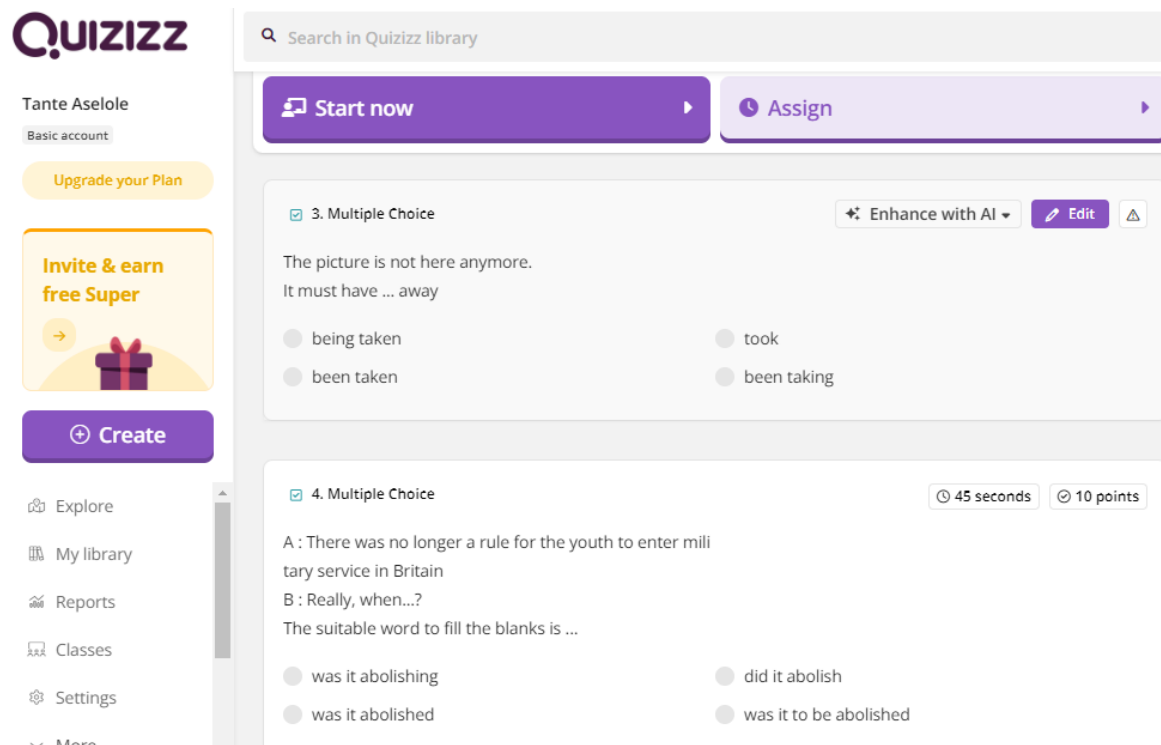 QUIZIZZ
Search in Quizizz library
Tante Aselole
Basic account
Upgrade your Plan
Invite & earn
free Super
Create
Explore
My library
Reports
Classes
Settings
More
Start now
Assign
3. Multiple Choice
Enhance with AI
Edit
The picture is not here anymore.
It must have ... away
being taken
took
been taken
been taking
4. Multiple Choice
45 seconds
10 points
A : There was no longer a rule for the youth to enter mili
tary service in Britain
B : Really, when...?
The suitable word to fill the blanks is ...
was it abolishing
did it abolish
was it abolished
was it to be abolished